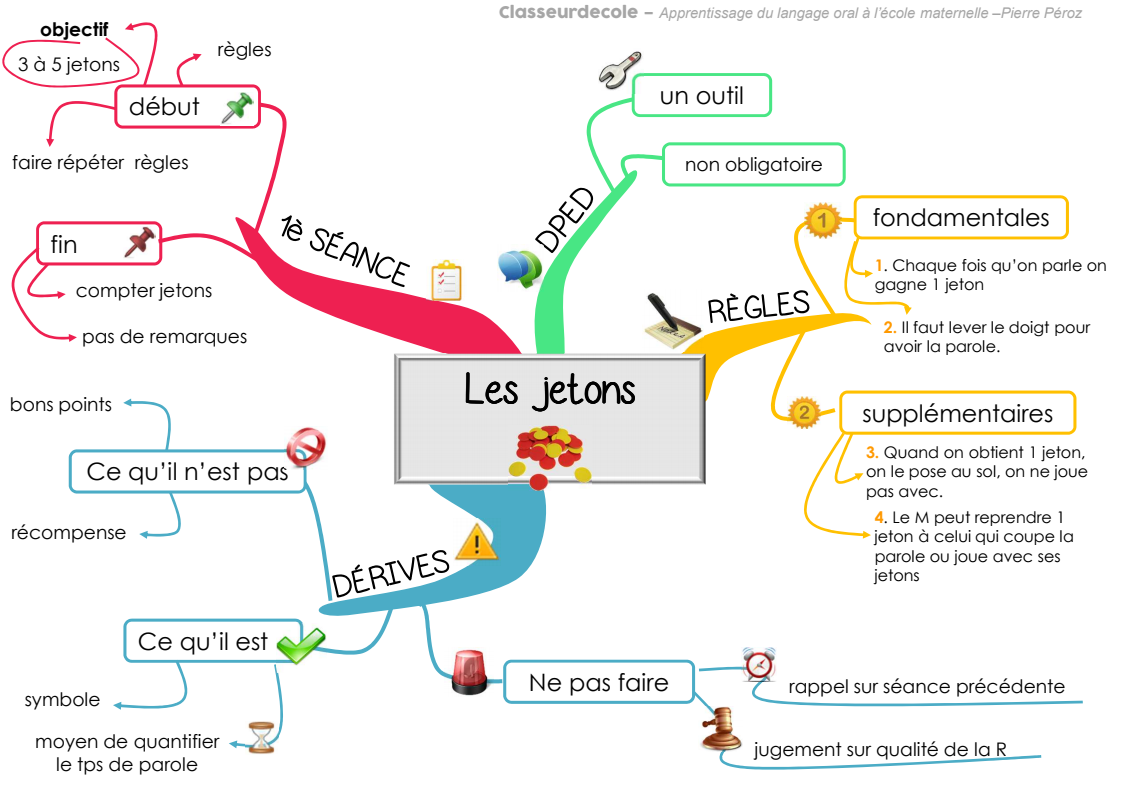 Classeurdecole – Apprentissage du langage oral à l'école maternelle –Pierre Péroz
Les jetons
1è SÉANCE
objectif
3 à 5 jetons
règles
début
faire répéter règles
fin
compter jetons
pas de remarques
DPED
un outil
non obligatoire
RÈGLES
1
fondamentales
1. Chaque fois qu'on parle on
gagne 1 jeton
2. Il faut lever le doigt pour
avoir la parole.
2
supplémentaires
3. Quand on obtient 1 jeton,
on le pose au sol, on ne joue
pas avec.
4. Le M peut reprendre 1
jeton à celui qui coupe la
parole ou joue avec ses
jetons
DÉRIVES
bons points
Ce qu'il n'est pas
récompense
Ce qu'il est
symbole
moyen de quantifier
le tps de parole
Ne pas faire
rappel sur séance précédente
jugement sur qualité de la R